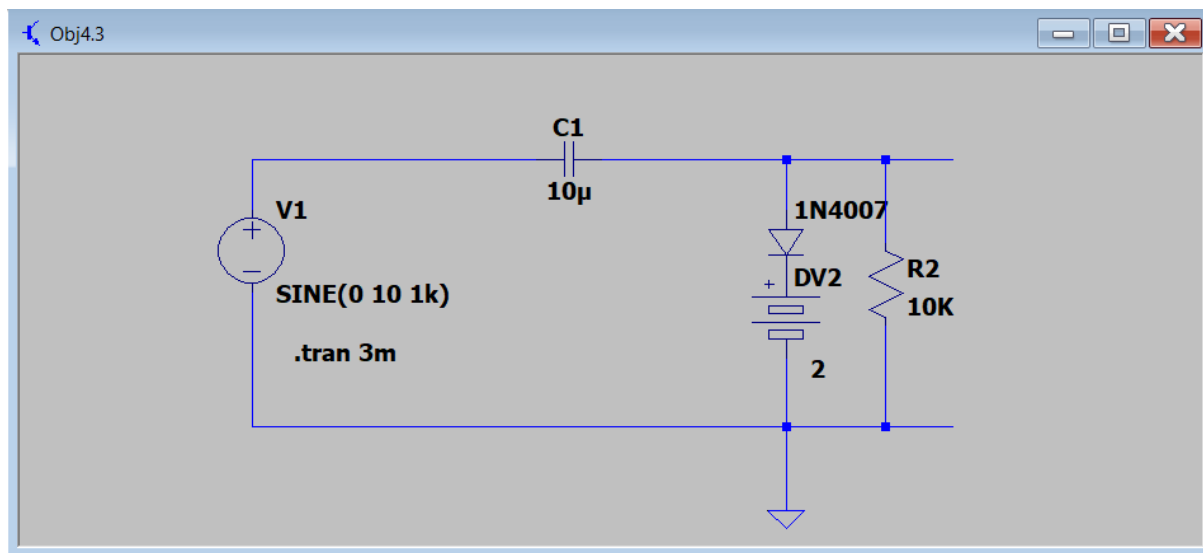 Obj4.3
C1
10µ
V1
SINE(0 10 1k)
.tran 3m
1N4007
DV2
2
R2
10K